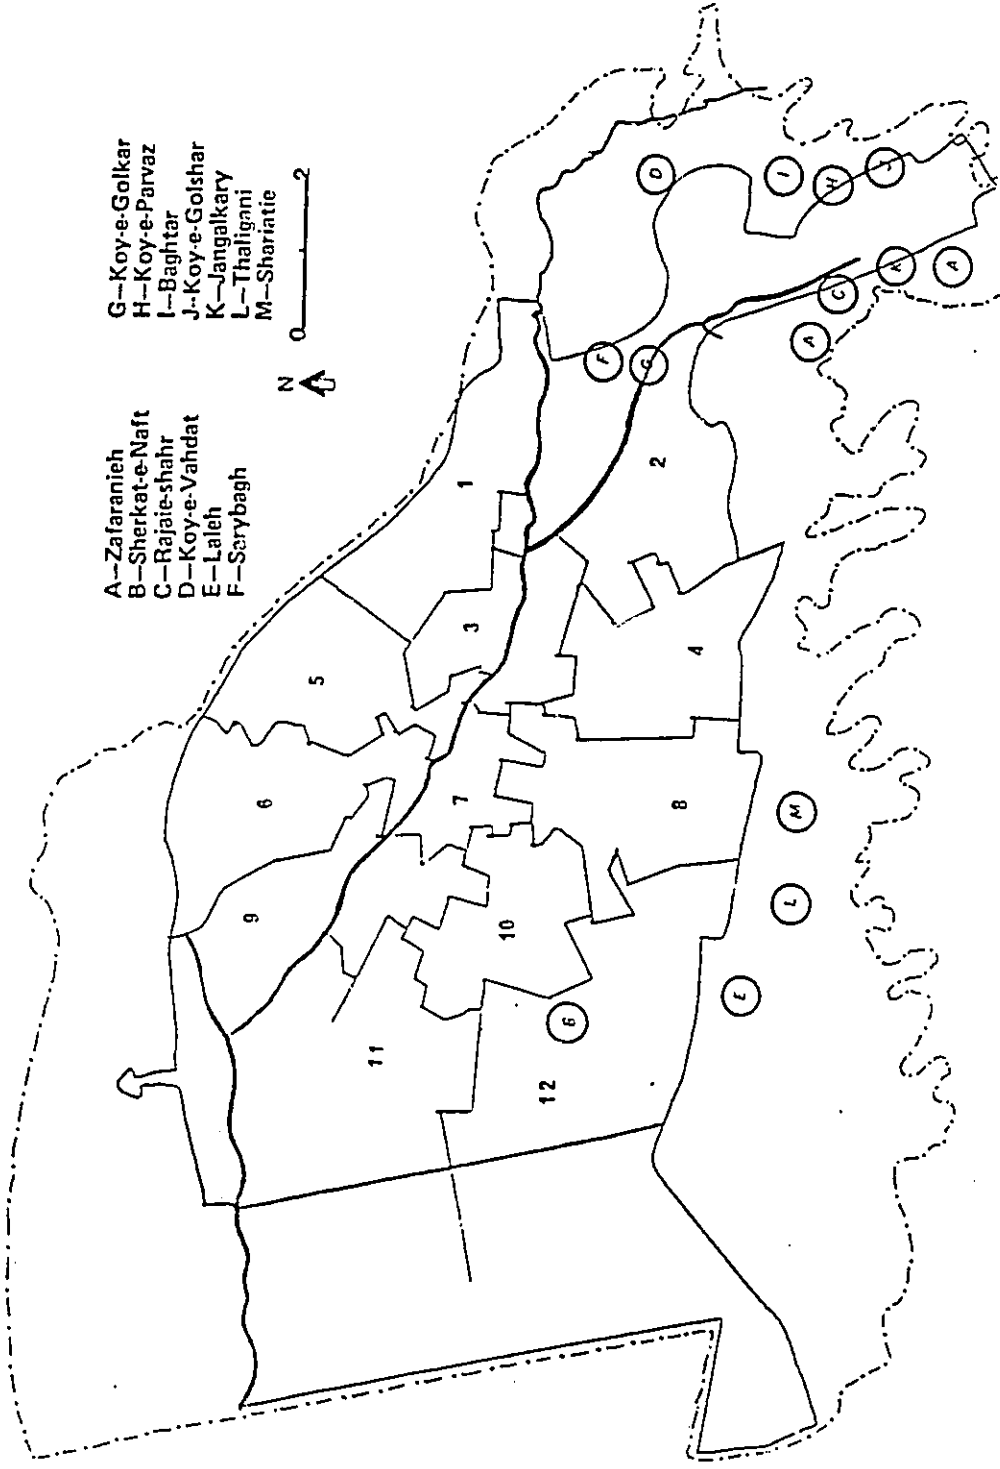 A—Zafaranieh
B—Sherkat-e-Naft
C—Rajaie-shahr
D—Koy-e-Vahdat
E—Laleh
F—Sarybagh
G—Koy-e-Golkar
H—Koy-e-Parvaz
I—Baghtar
J-Koy-e-Golshar
K—Jangalkary
L—Thaligani
M—Shariatie
N
0 2
1
2
3
4
5
6
7
8
9
10
11
12
D
I
H
J
F
G
C
K
A
A
M
L
E